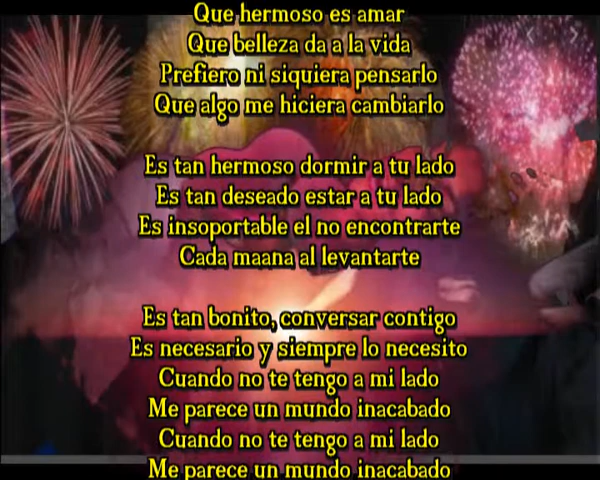 Que hermoso es amar
Que belleza da a la vida
Prefiero ni siquiera pensarlo
Que algo me hiciera cambiarlo
Es tan hermoso dormir a tu lado
Es tan deseado estar a tu lado
Es insoportable el no encontrarte
Cada maana al levantarte
Es tan bonito, conversar contigo
Es necesario y siempre lo necesito
Cuando no te tengo a mi lado
Me parece un mundo inacabado
Cuando no te tengo a mi lado
Me parece un mundo inacabado